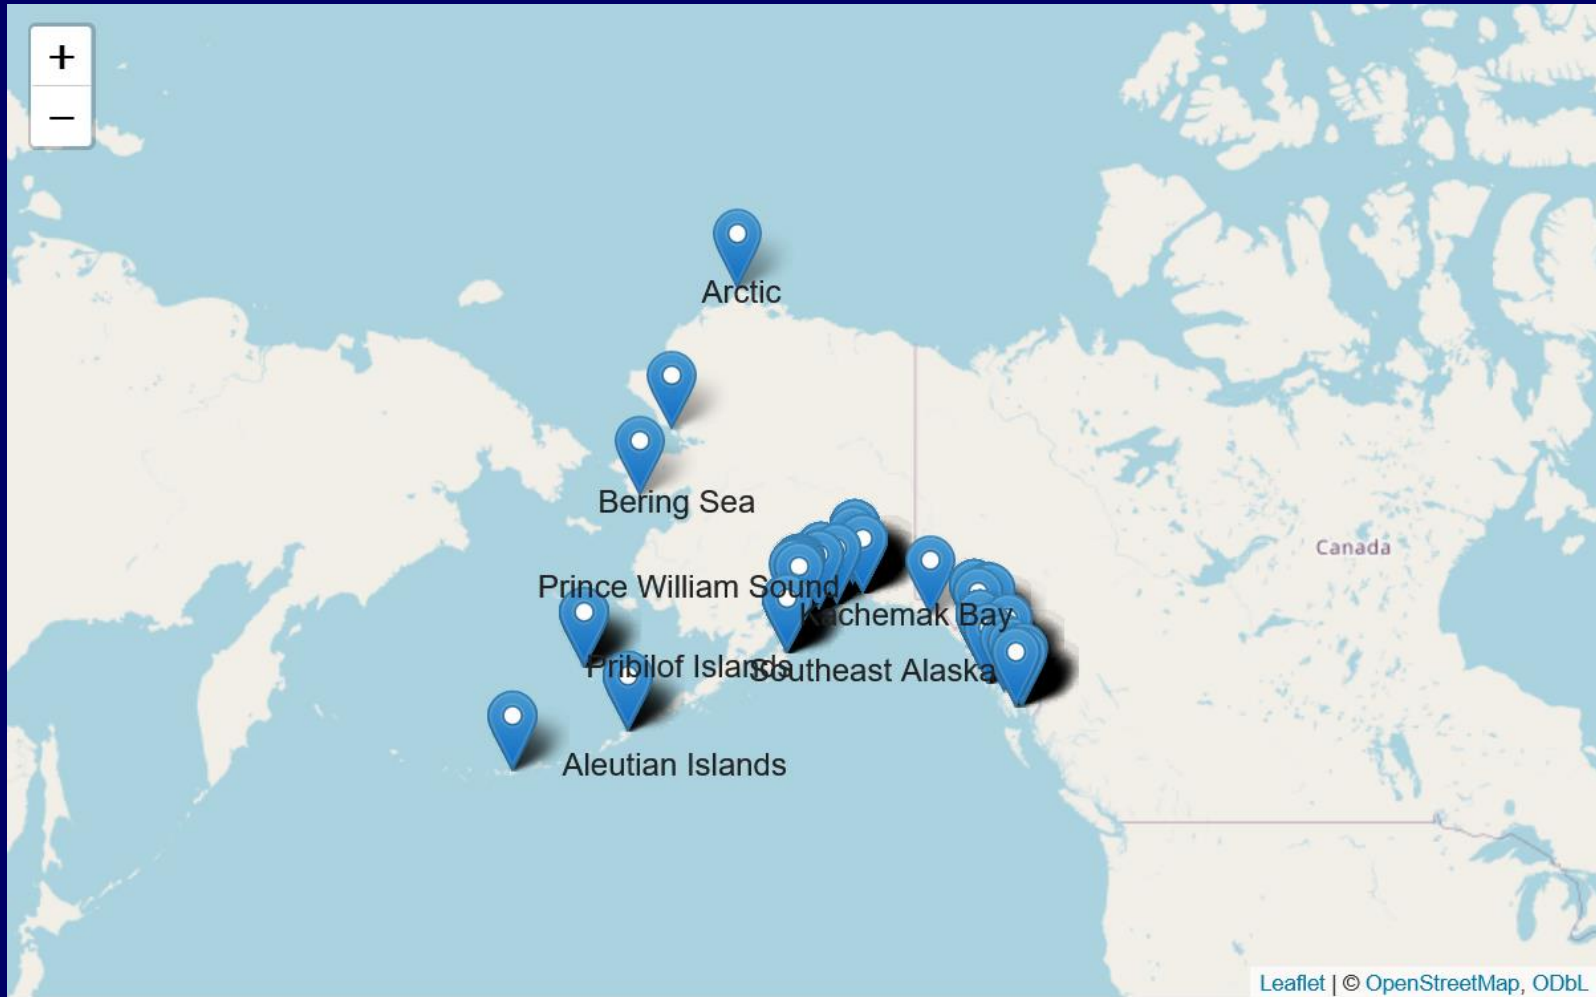 +
−
Arctic
Bering Sea
Canada
Prince William Sound
Kachemak Bay
Pribilof Islands
Southeast Alaska
Aleutian Islands
Leaflet | © OpenStreetMap, ODbL